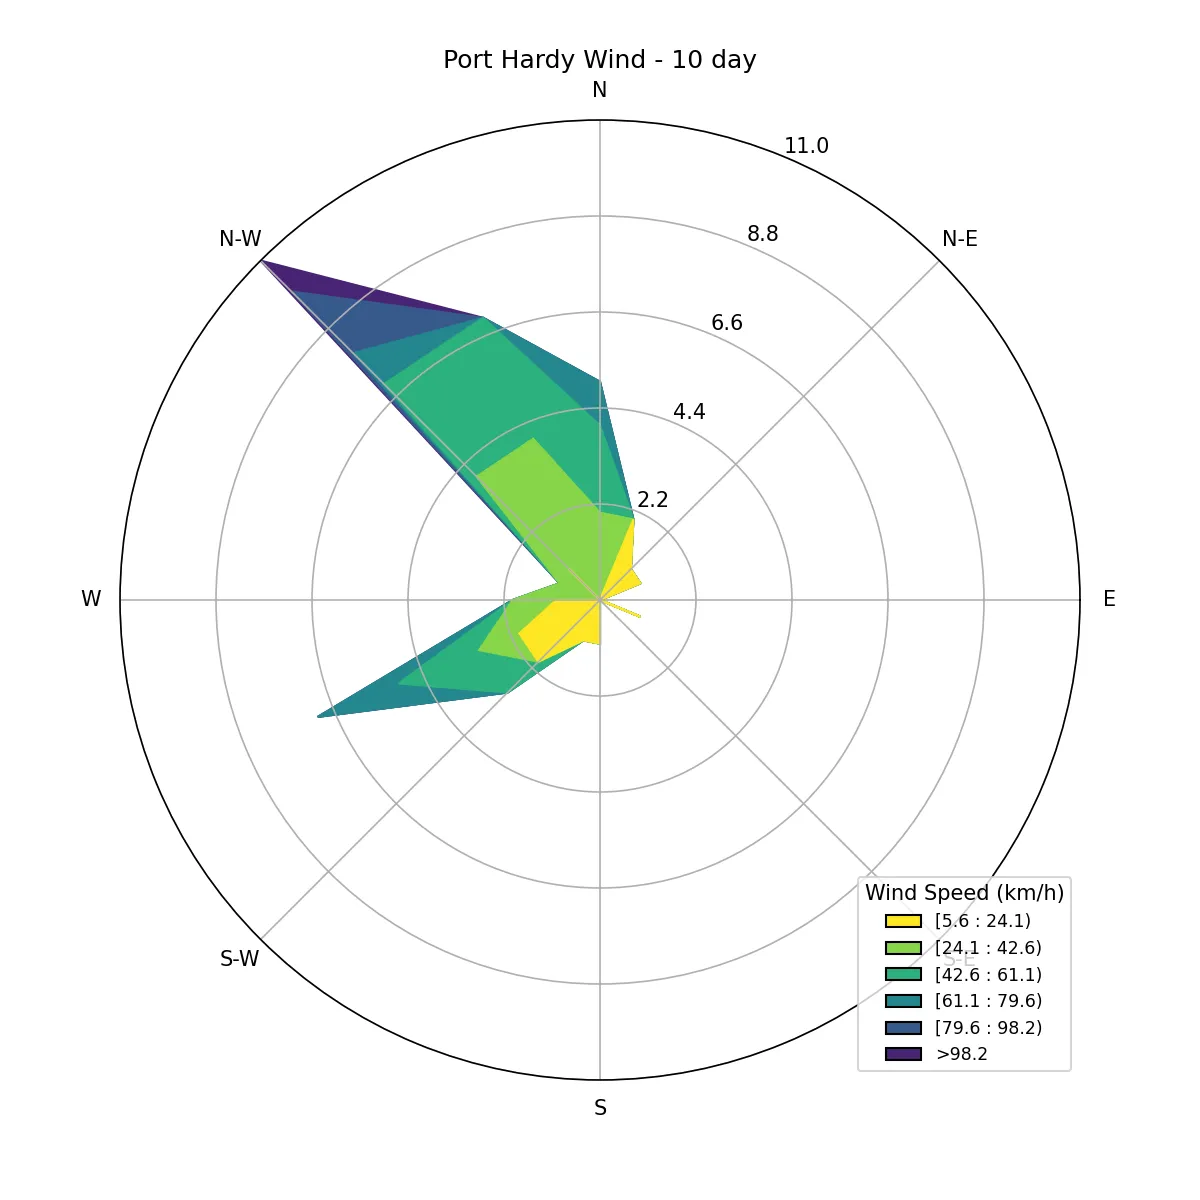 Port Hardy Wind - 10 day
N
11.0
N-W
8.8
N-E
6.6
4.4
2.2
W
E
S-W
S-E
S
Wind Speed (km/h)
[5.6 : 24.1)
[24.1 : 42.6)
[42.6 : 61.1)
[61.1 : 79.6)
[79.6 : 98.2)
>98.2